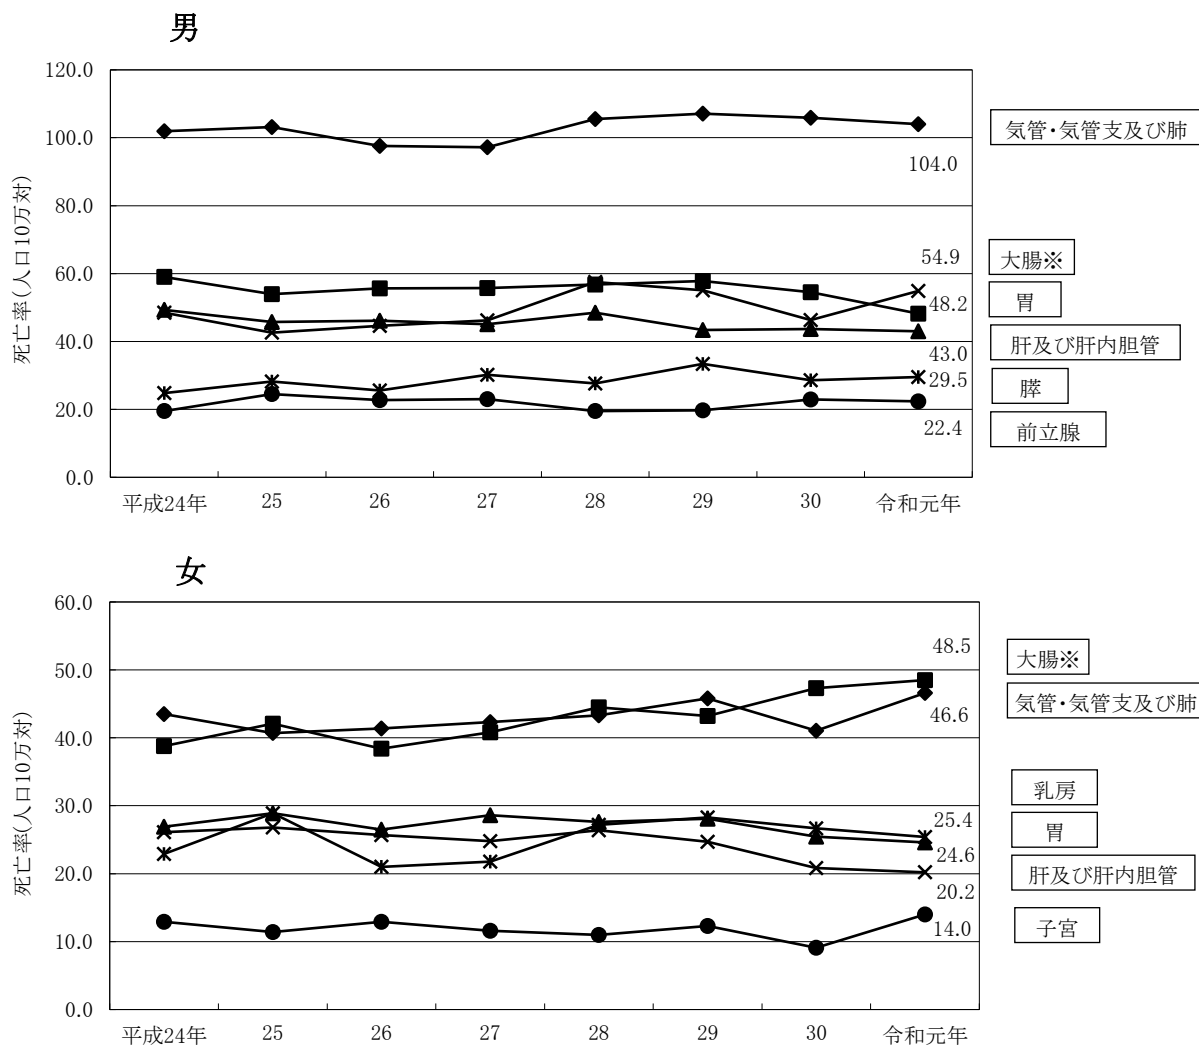 男
死亡率(人口10万対)
120.0
100.0
80.0
60.0
40.0
20.0
0.0
平成24年 25 26 27 28 29 30 令和元年
104.0
54.9
48.2
43.0
29.5
22.4
気管・気管支及び肺
大腸※
胃
肝及び肝内胆管
膵
前立腺
女
死亡率(人口10万対)
60.0
50.0
40.0
30.0
20.0
10.0
0.0
平成24年 25 26 27 28 29 30 令和元年
48.5
46.6
25.4
24.6
20.2
14.0
大腸※
気管・気管支及び肺
乳房
胃
肝及び肝内胆管
子宮